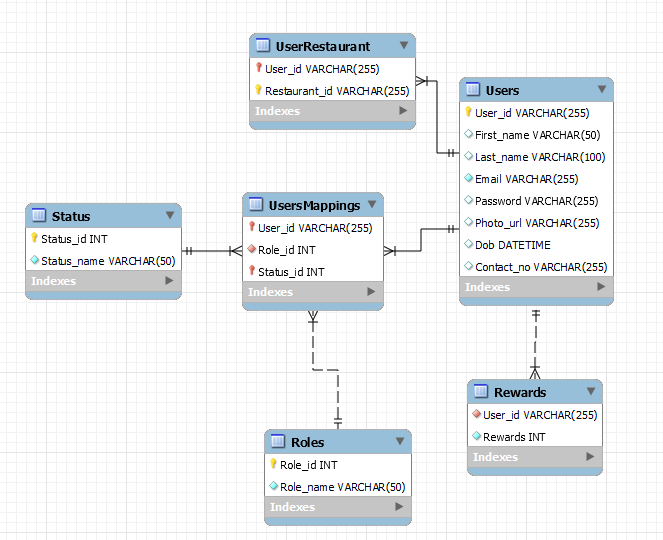 UserRestaurant
User_id VARCHAR(255)
Restaurant_id VARCHAR(255)
Indexes
Users
User_id VARCHAR(255)
First_name VARCHAR(50)
Last_name VARCHAR(100)
Email VARCHAR(255)
Password VARCHAR(255)
Photo_url VARCHAR(255)
Dob DATETIME
Contact_no VARCHAR(255)
Indexes
Status
Status_id INT
Status_name VARCHAR(50)
Indexes
UsersMappings
User_id VARCHAR(255)
Role_id INT
Status_id INT
Indexes
Rewards
User_id VARCHAR(255)
Rewards INT
Indexes
Roles
Role_id INT
Role_name VARCHAR(50)
Indexes